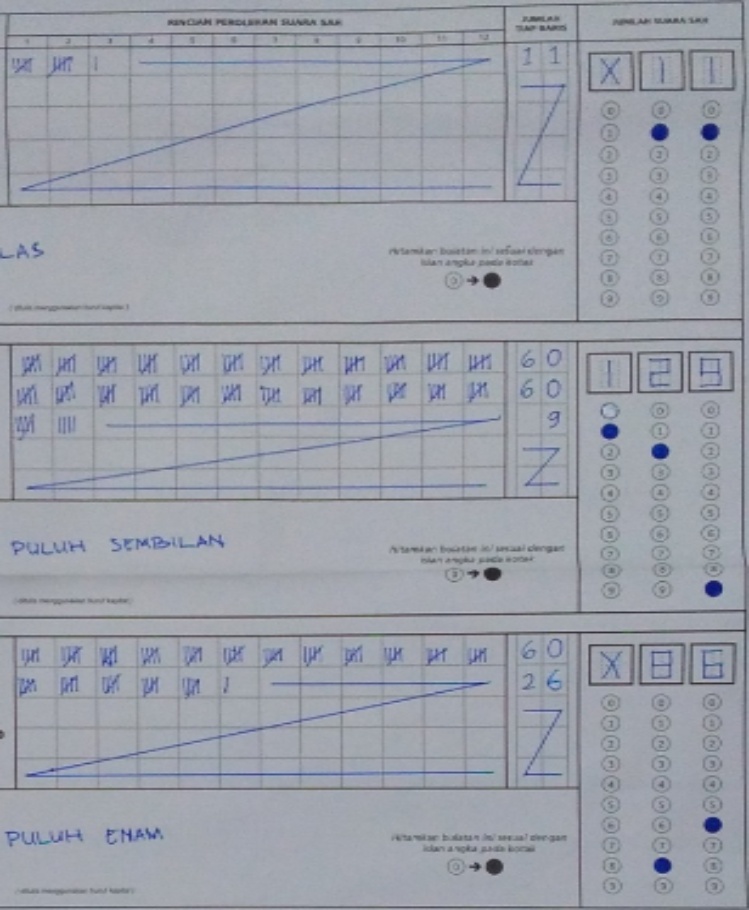 RINCIAN PEROLEHAN SUARA SAH
JUMLAH TIAP BARIS
JUMLAH SUARA SAH
1 2 3 4 5 6 7 8 9 10 11 12
11
X 1 1
LAS
Hitamkan bulatan ini sesuai dengan
isian angka pada kotak
(ditulis menggunakan huruf kapital)
60
60
9
1 2 9
PULUH SEMBILAN
Hitamkan bulatan ini sesuai dengan
isian angka pada kotak
(ditulis menggunakan huruf kapital)
60
26
X 8 6
PULUH ENAM
Hitamkan bulatan ini sesuai dengan
isian angka pada kotak
(ditulis menggunakan huruf kapital)